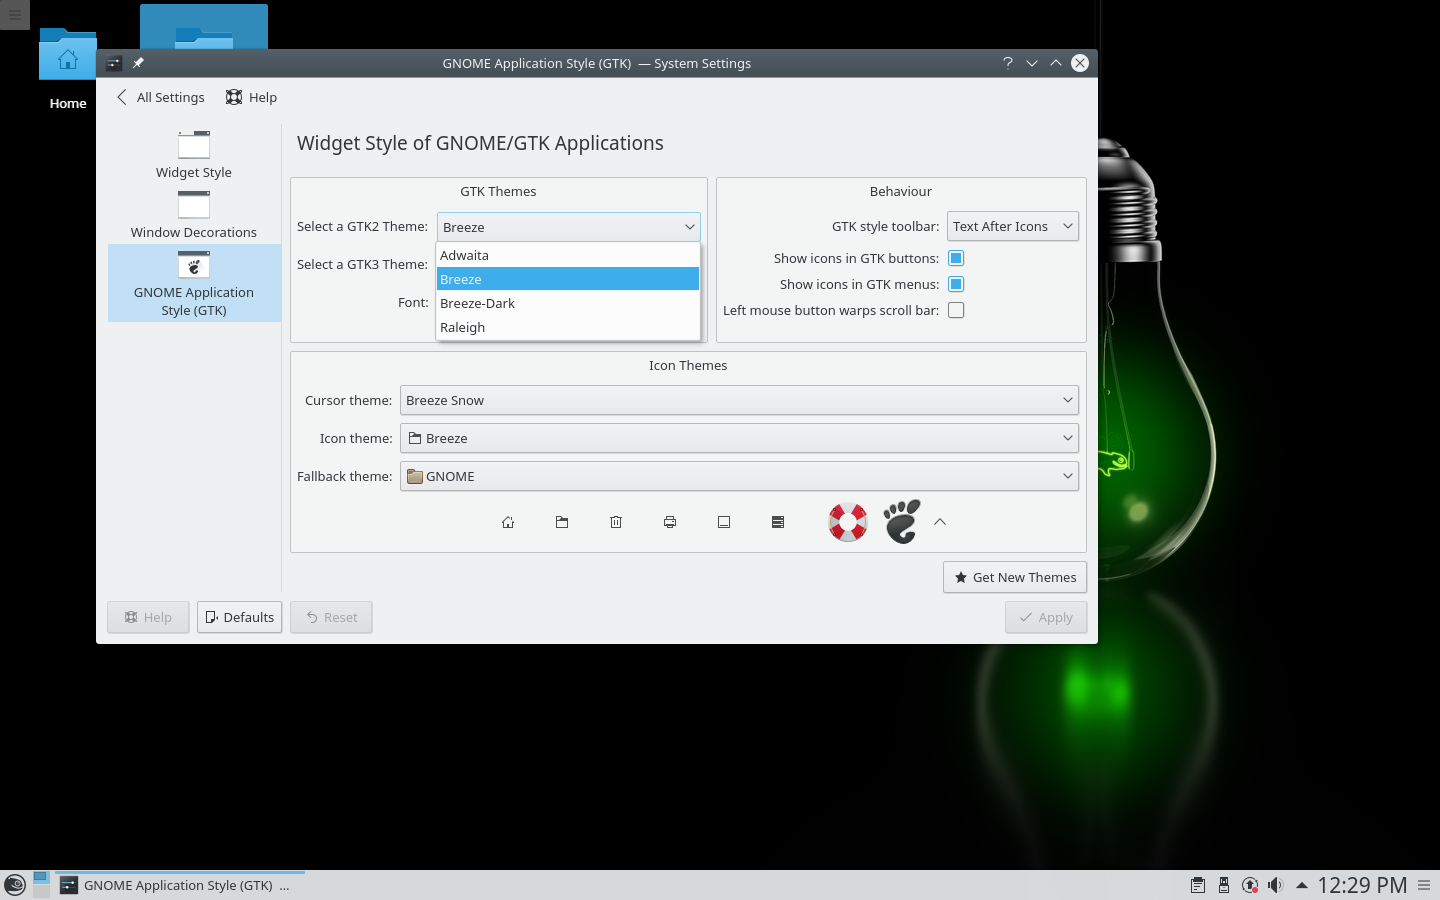 GNOME Application Style (GTK)  — System Settings
Home
All Settings
Help
Widget Style
Window Decorations
GNOME Application
Style (GTK)
Widget Style of GNOME/GTK Applications
GTK Themes
Select a GTK2 Theme:
Breeze
Adwaita
Breeze
Breeze-Dark
Raleigh
Select a GTK3 Theme:
Font:
Behaviour
GTK style toolbar:
Text After Icons
Show icons in GTK buttons:
Show icons in GTK menus:
Left mouse button warps scroll bar:
Icon Themes
Cursor theme:
Breeze Snow
Icon theme:
Breeze
Fallback theme:
GNOME
Get New Themes
Help
Defaults
Reset
Apply
GNOME Application Style (GTK)  ...
12:29 PM